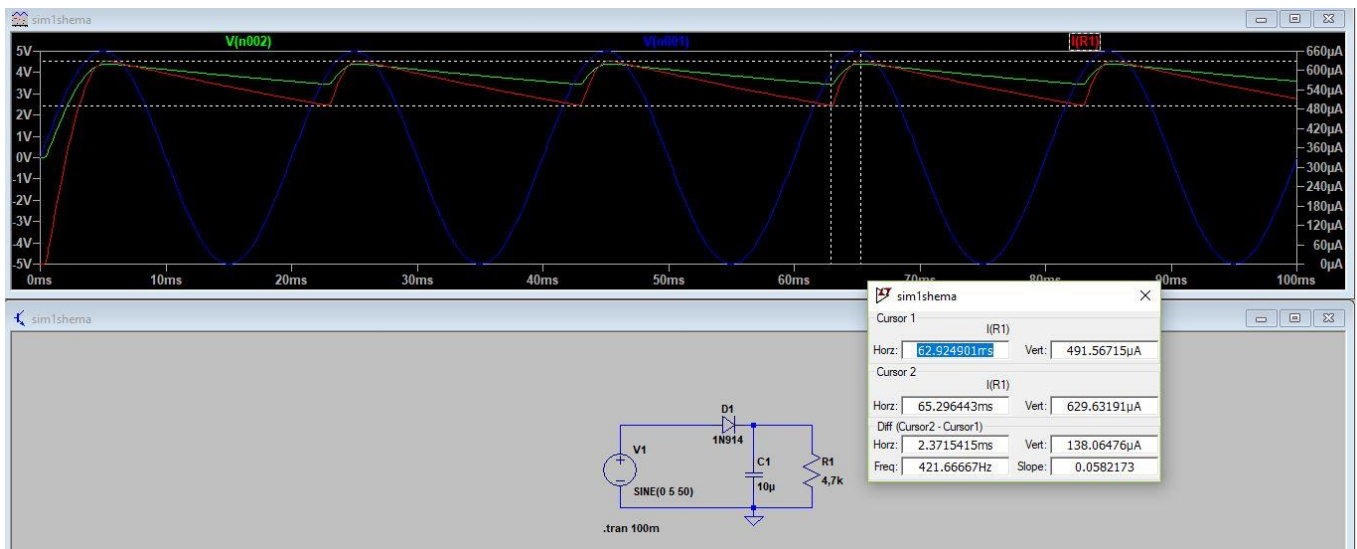 sim1shema
V(n002) V(n001) I(R1)
5V 660µA
4V 600µA
3V 540µA
2V 480µA
1V 420µA
0V 360µA
-1V 300µA
-2V 240µA
-3V 180µA
-4V 120µA
-5V 60µA
0µA
0ms 10ms 20ms 30ms 40ms 50ms 60ms 70ms 80ms 90ms 100ms
sim1shema
sim1shema
Cursor 1
I(R1)
Horz: 62.924901ms Vert: 491.56715µA
Cursor 2
I(R1)
Horz: 65.296443ms Vert: 629.63191µA
Diff (Cursor2 - Cursor1)
Horz: 2.3715415ms Vert: 138.06476µA
Freq: 421.66667Hz Slope: 0.0582173
D1
1N914
V1
SINE(0 5 50)
C1
10µ
R1
4,7k
.tran 100m